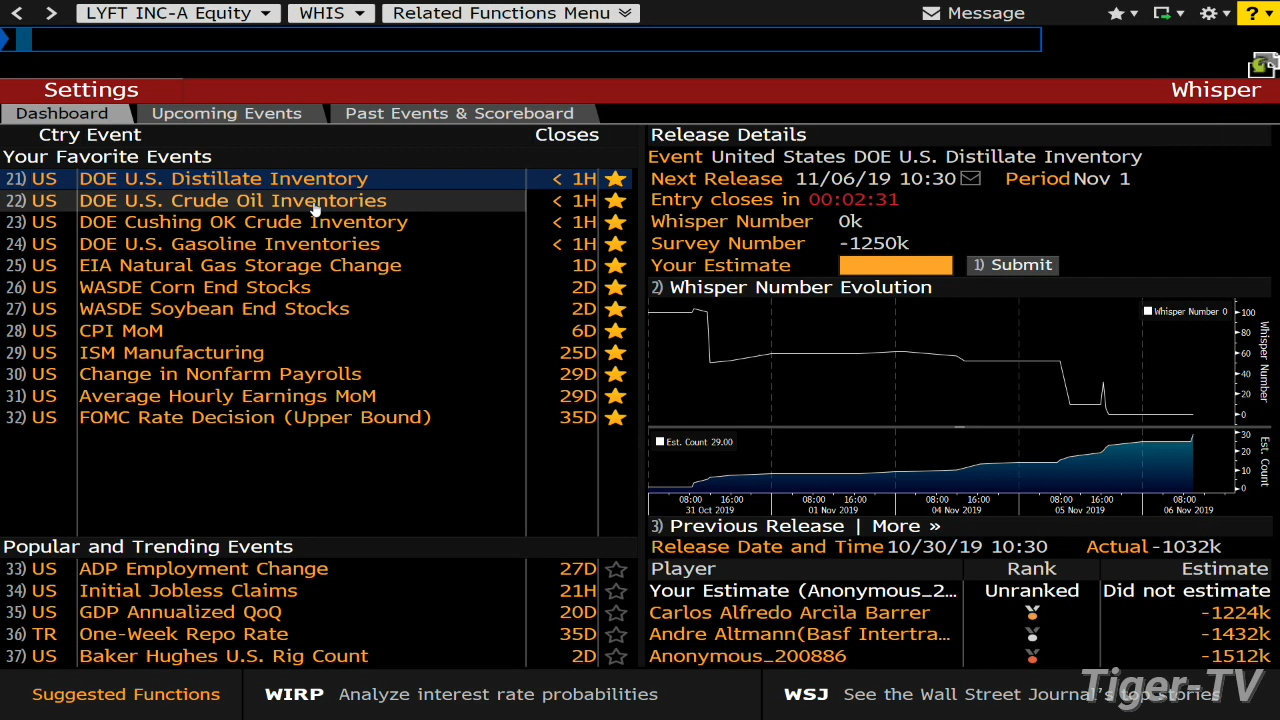 LYFT INC-A Equity WHIS Related Functions Menu Message ?
Settings Whisper
Dashboard Upcoming Events Past Events & Scoreboard
Ctry Event Closes
Your Favorite Events
21) US DOE U.S. Distillate Inventory < 1H
22) US DOE U.S. Crude Oil Inventories < 1H
23) US DOE Cushing OK Crude Inventory < 1H
24) US DOE U.S. Gasoline Inventories < 1H
25) US EIA Natural Gas Storage Change 1D
26) US WASDE Corn End Stocks 2D
27) US WASDE Soybean End Stocks 2D
28) US CPI MoM 6D
29) US ISM Manufacturing 25D
30) US Change in Nonfarm Payrolls 29D
31) US Average Hourly Earnings MoM 29D
32) US FOMC Rate Decision (Upper Bound) 35D
Popular and Trending Events
33) US ADP Employment Change 27D
34) US Initial Jobless Claims 21H
35) US GDP Annualized QoQ 20D
36) TR One-Week Repo Rate 35D
37) US Baker Hughes U.S. Rig Count 2D
Release Details
Event United States DOE U.S. Distillate Inventory
Next Release 11/06/19 10:30 Period Nov 1
Entry closes in 00:02:31
Whisper Number 0k
Survey Number -1250k
Your Estimate 1) Submit
2) Whisper Number Evolution
Whisper Number 0
100
80
60
40
20
0
Whisper Number
Est. Count 29.00
30
20
10
0
Est. Count
08:00 16:00 08:00 16:00 08:00 16:00 08:00 16:00 08:00
31 Oct 2019 01 Nov 2019 04 Nov 2019 05 Nov 2019 06 Nov 2019
3) Previous Release | More »
Release Date and Time 10/30/19 10:30 Actual -1032k
Player Rank Estimate
Your Estimate (Anonymous_2... Unranked Did not estimate
Carlos Alfredo Arcila Barrer -1224k
Andre Altmann(Basf Intertra... -1432k
Anonymous_200886 -1512k
Suggested Functions WIRP Analyze interest rate probabilities WSJ See the Wall Street Journal's top stories
Tiger-TV